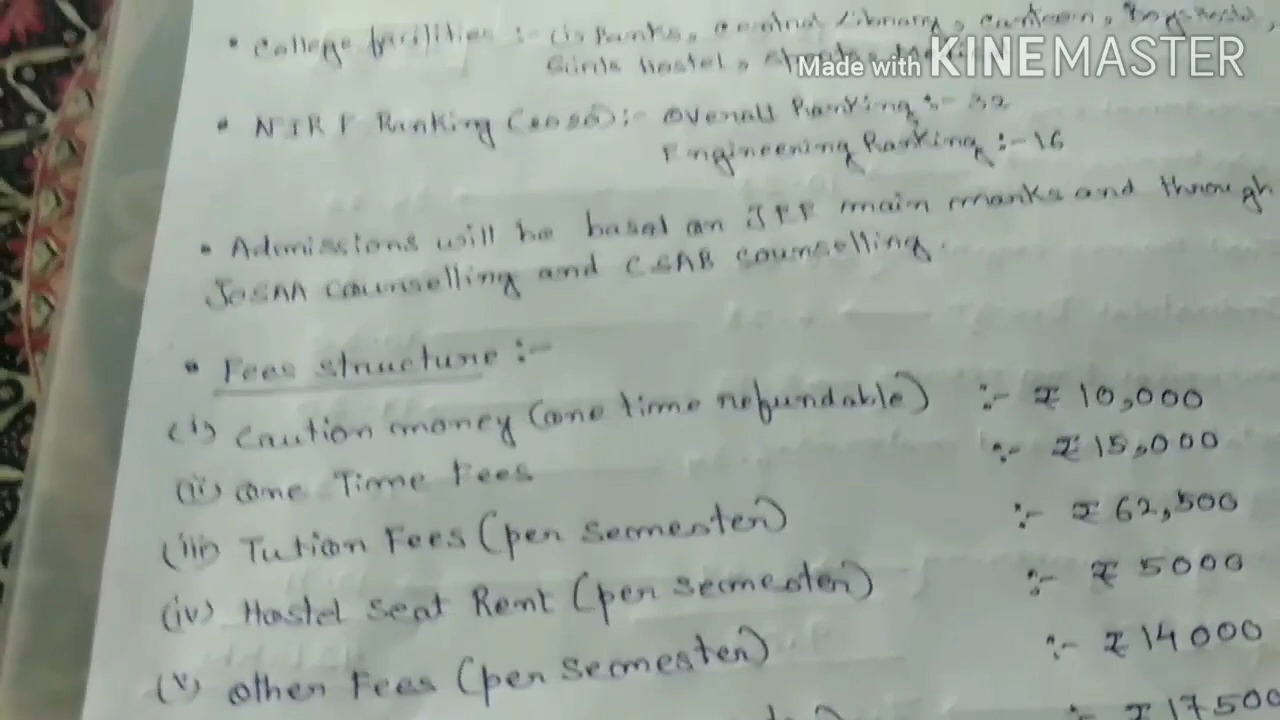 • College facilities :- Central Library, canteen, Boys Hostel,
Girls Hostel,
Made with KINEMASTER
• NIRF Ranking (2020) :- Overall Ranking :- 32
Engineering Ranking :- 16
• Admissions will be based on JEE main marks and through
JOSAA counselling and CSAB counselling.
• Fees structure :-
(i) Caution money (one time refundable) :- ₹ 10,000
(ii) One Time Fees :- ₹ 15,000
(iii) Tution Fees (per semester) :- ₹ 62,500
(iv) Hostel Seat Rent (per semester) :- ₹ 5000
(v) Other Fees (per semester) :- ₹ 14000
:- ₹ 17500